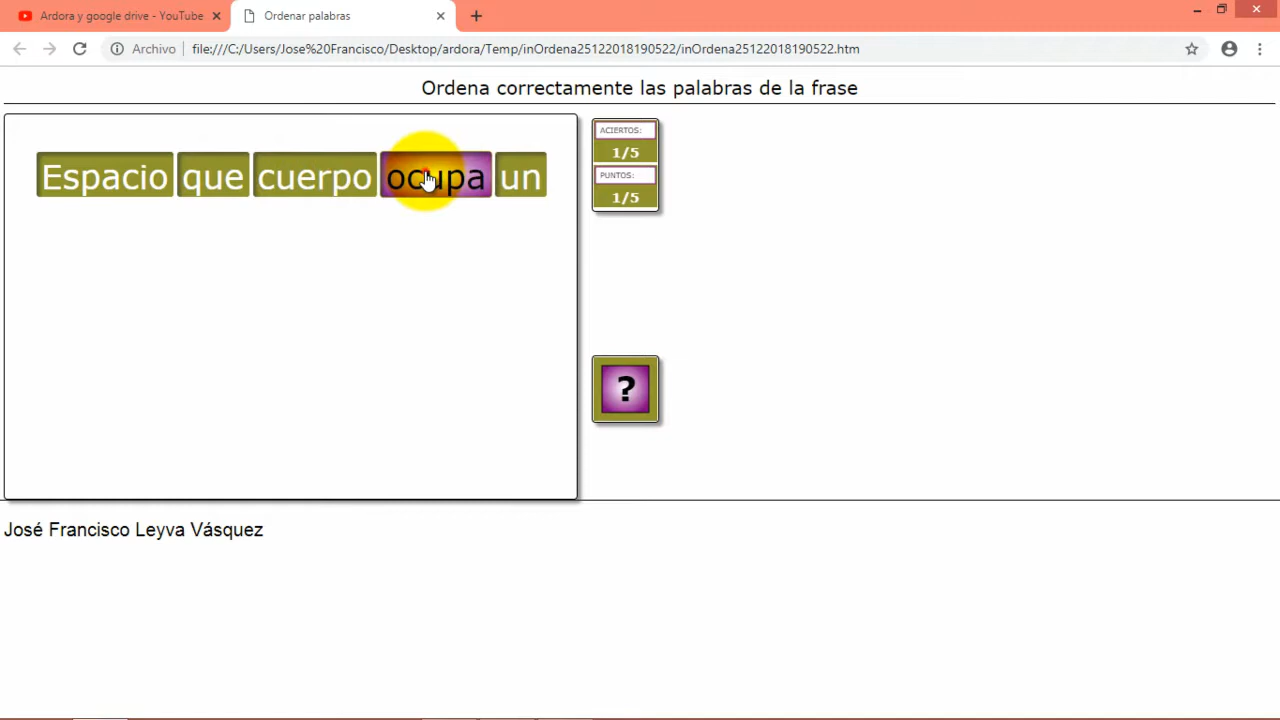 Ardora y google drive - YouTube
Ordenar palabras
Archivo file:///C:/Users/Jose%20Francisco/Desktop/ardora/Temp/inOrdena25122018190522/inOrdena25122018190522.htm
Ordena correctamente las palabras de la frase
Espacio que cuerpo ocupa un
ACIERTOS:
1/5
PUNTOS:
1/5
?
José Francisco Leyva Vásquez